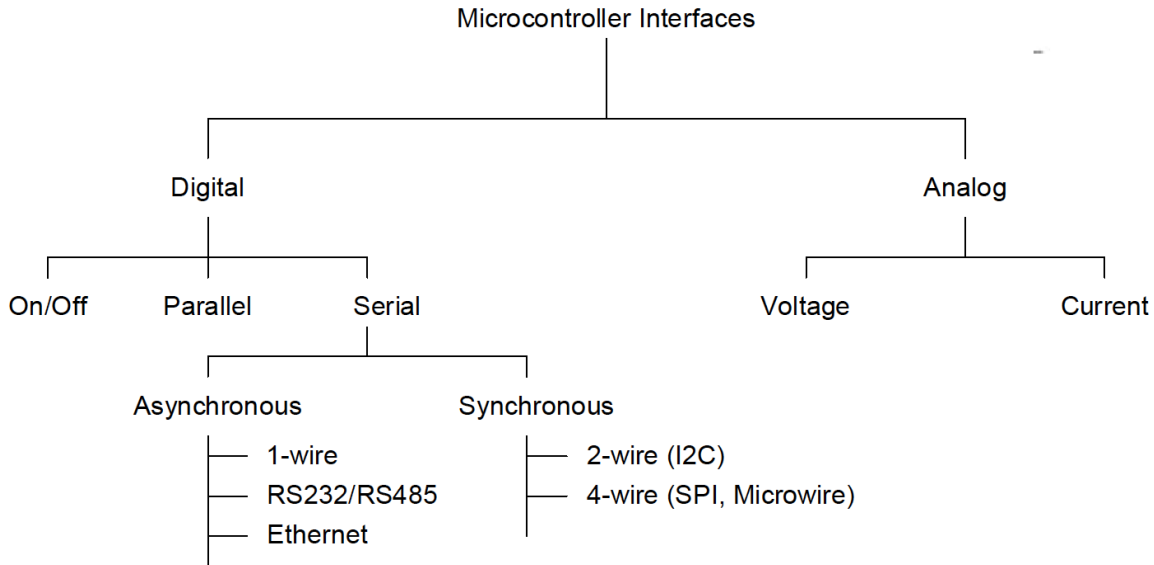 Microcontroller Interfaces
Digital
Analog
On/Off
Parallel
Serial
Voltage
Current
Asynchronous
Synchronous
1-wire
2-wire (I2C)
RS232/RS485
4-wire (SPI, Microwire)
Ethernet